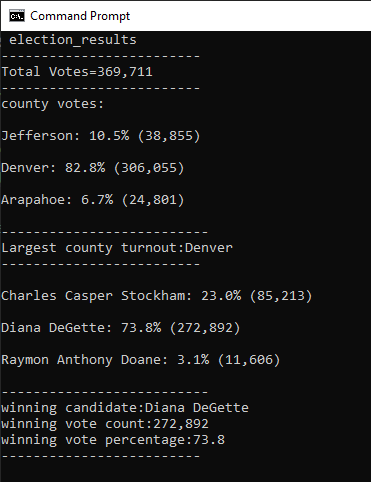 Command Prompt
election_results
-------------------------
Total Votes=369,711
-------------------------
county votes:
Jefferson: 10.5% (38,855)
Denver: 82.8% (306,055)
Arapahoe: 6.7% (24,801)
--------------------------
Largest county turnout:Denver
-------------------------
Charles Casper Stockham: 23.0% (85,213)
Diana DeGette: 73.8% (272,892)
Raymon Anthony Doane: 3.1% (11,606)
--------------------------
winning candidate:Diana DeGette
winning vote count:272,892
winning vote percentage:73.8
-------------------------